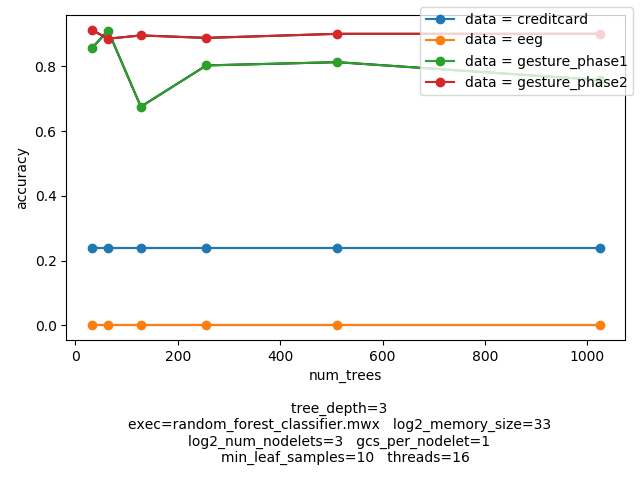 data = creditcard
data = eeg
data = gesture_phase1
data = gesture_phase2
0.8
0.6
0.4
0.2
0.0
accuracy
0 200 400 600 800 1000
num_trees
tree_depth=3
exec=random_forest_classifier.mwx log2_memory_size=33
log2_num_nodelets=3 gcs_per_nodelet=1
min_leaf_samples=10 threads=16